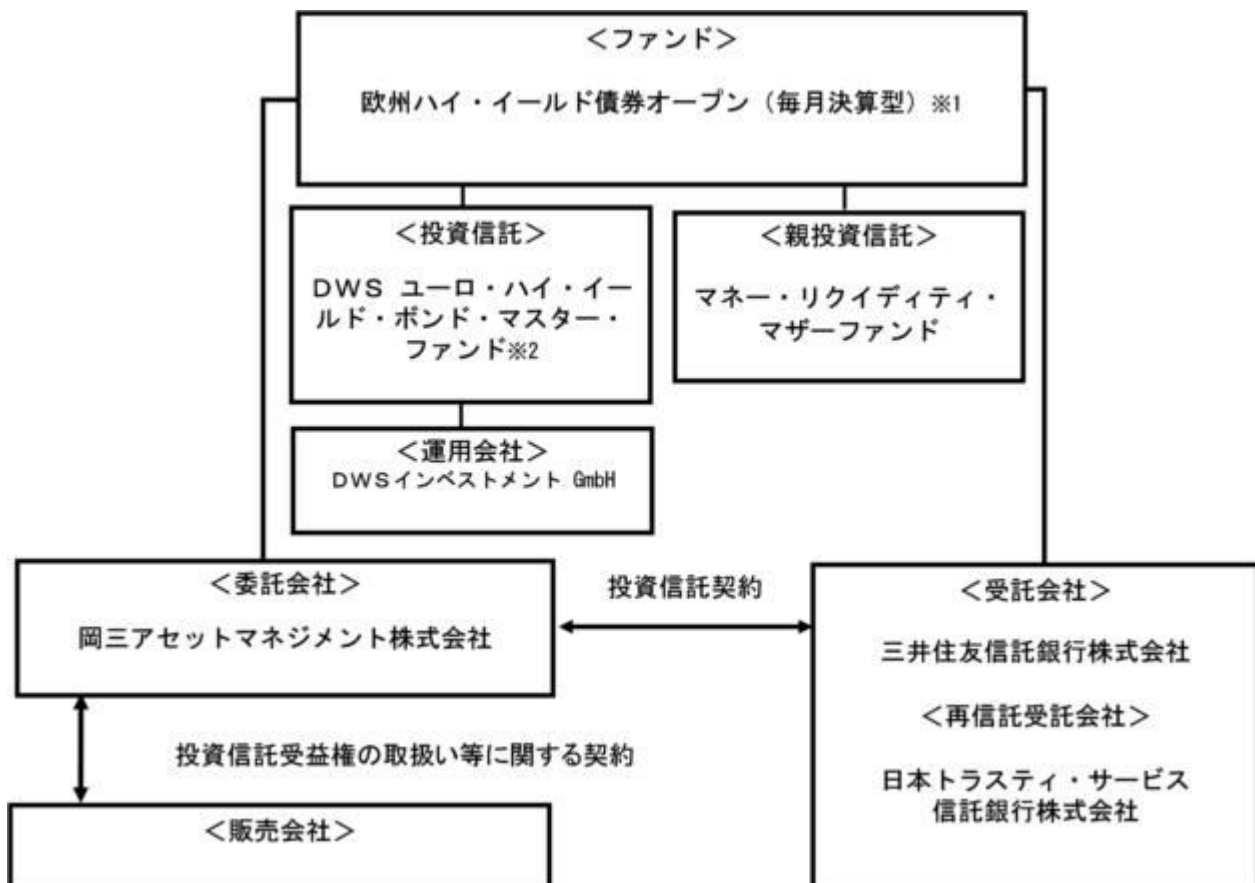 ＜ファンド＞
欧州ハイ・イールド債券オープン（毎月決算型）※1
＜投資信託＞
ＤＷＳ ユーロ・ハイ・イー
ルド・ボンド・マスター・
ファンド※2
＜親投資信託＞
マネー・リクイディティ・
マザーファンド
＜運用会社＞
ＤＷＳインベストメント GmbH
＜委託会社＞
岡三アセットマネジメント株式会社
投資信託契約
＜受託会社＞
三井住友信託銀行株式会社
＜再信託受託会社＞
日本トラスティ・サービス
信託銀行株式会社
投資信託受益権の取扱い等に関する契約
＜販売会社＞